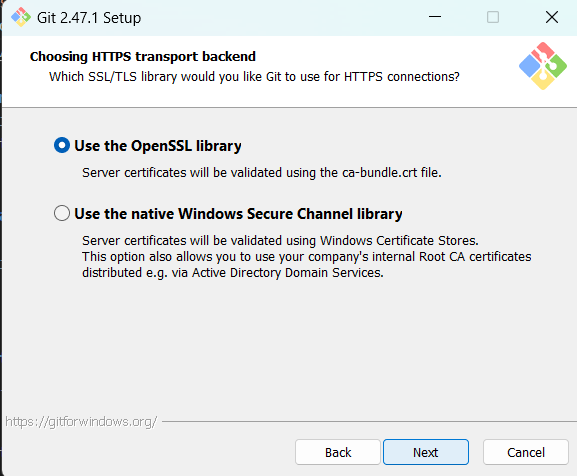 Git 2.47.1 Setup
Choosing HTTPS transport backend
Which SSL/TLS library would you like Git to use for HTTPS connections?
Use the OpenSSL library
Server certificates will be validated using the ca-bundle.crt file.
Use the native Windows Secure Channel library
Server certificates will be validated using Windows Certificate Stores.
This option also allows you to use your company's internal Root CA certificates
distributed e.g. via Active Directory Domain Services.
https://gitforwindows.org/
Back Next Cancel